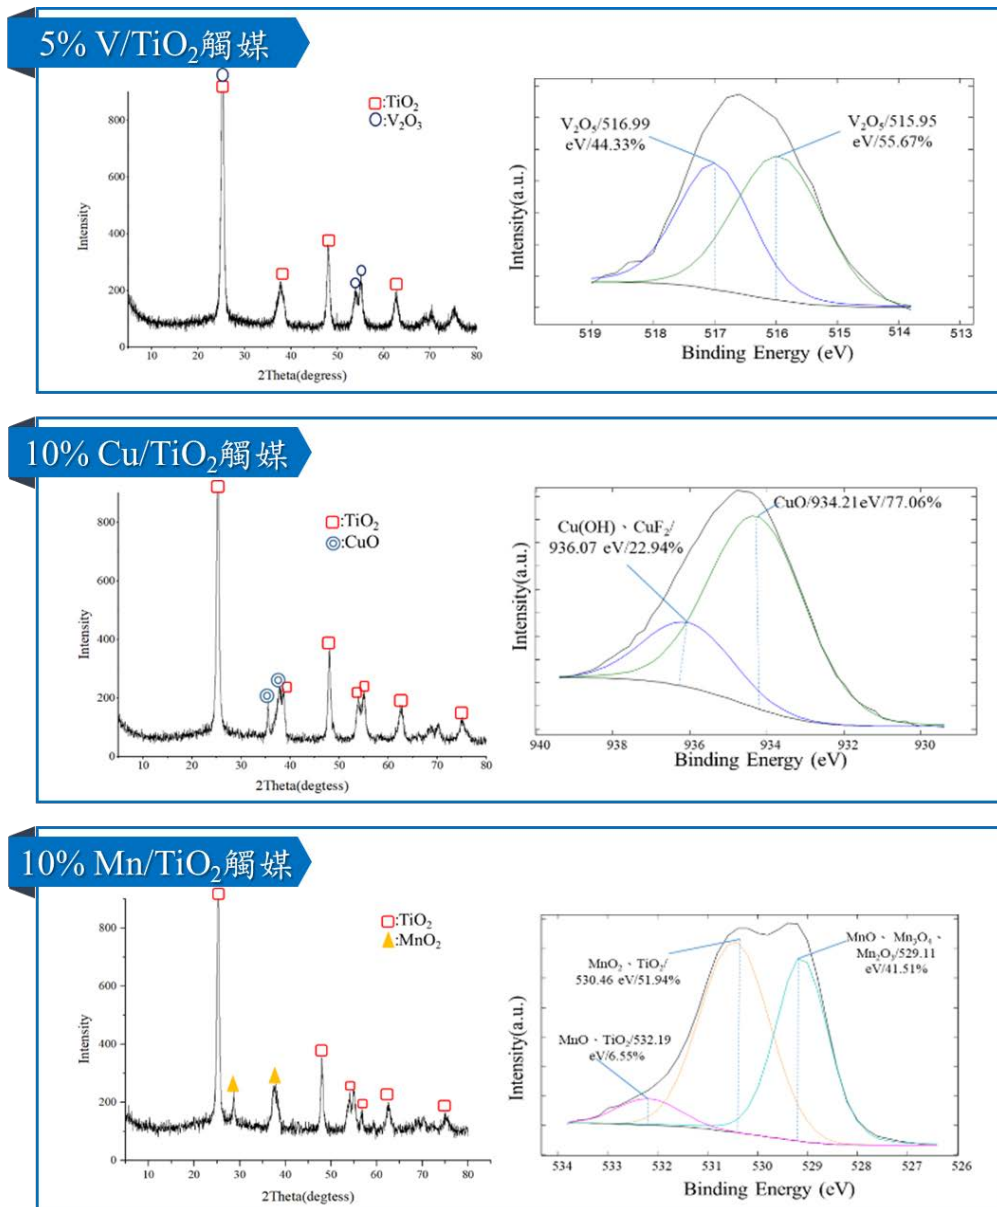 5% V/TiO₂觸媒
□:TiO₂
○:V₂O₃
800
600
400
200
0
Intensity
10 20 30 40 50 60 70 80
2Theta(degress)
V₂O₅/516.99
eV/44.33%
V₂O₅/515.95
eV/55.67%
Intensity(a.u.)
519 518 517 516 515 514 513
Binding Energy (eV)
10% Cu/TiO₂觸媒
□:TiO₂
◎:CuO
800
600
400
200
0
Intensity
10 20 30 40 50 60 70 80
2Theta(degtess)
CuO/934.21eV/77.06%
Cu(OH)、CuF₂/
936.07 eV/22.94%
Intensity(a.u.)
940 938 936 934 932 930
Binding Energy (eV)
10% Mn/TiO₂觸媒
□:TiO₂
▲:MnO₂
800
600
400
200
0
Intensity
10 20 30 40 50 60 70 80
2Theta(degtess)
MnO、Mn₃O₄、
Mn₂O₃/529.11
eV/41.51%
MnO₂、TiO₂/
530.46 eV/51.94%
MnO、TiO₂/532.19
eV/6.55%
Intensity(a.u.)
534 533 532 531 530 529 528 527 526
Binding Energy (eV)